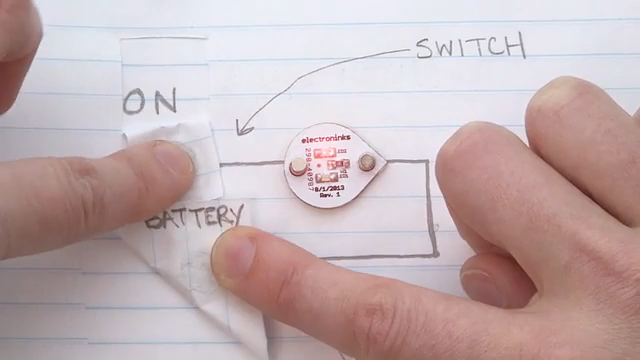 SWITCH
ON
electroninks
8/1/2013
Rev. 1
BATTERY